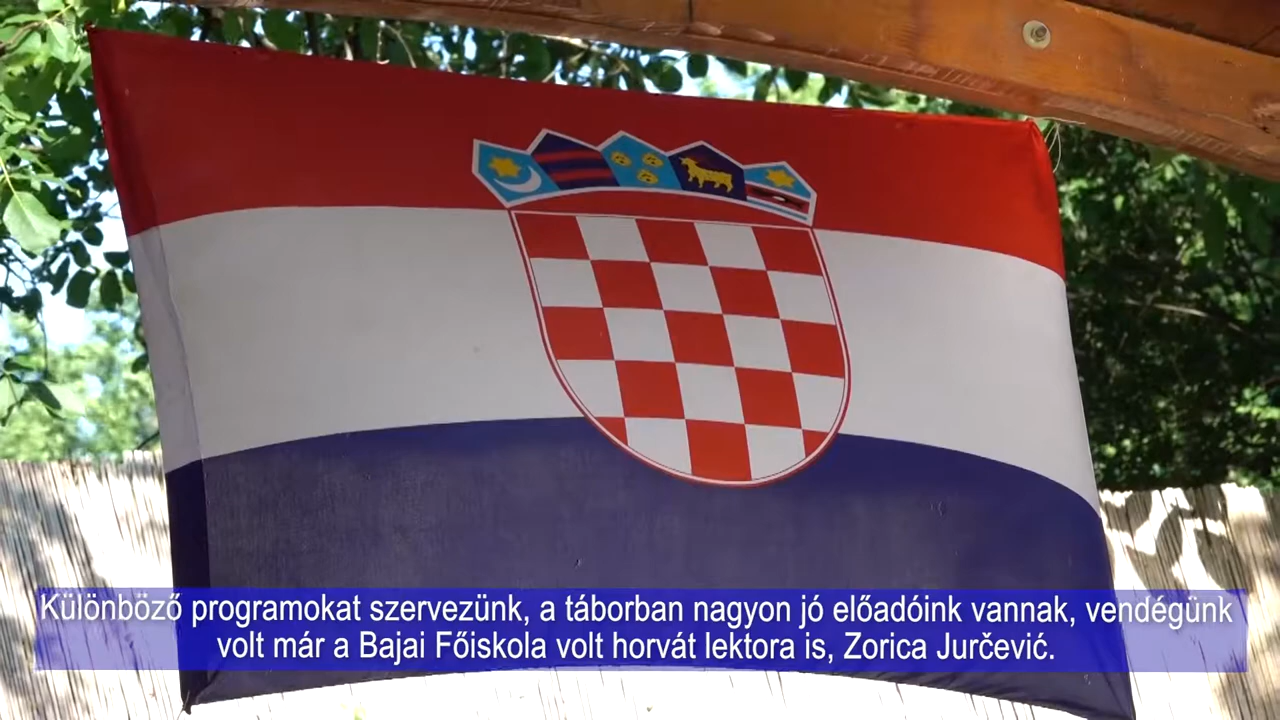 Különböző programokat szervezünk, a táborban nagyon jó előadóink vannak, vendégünk
volt már a Bajai Főiskola volt horvát lektora is, Zorica Jurčević.